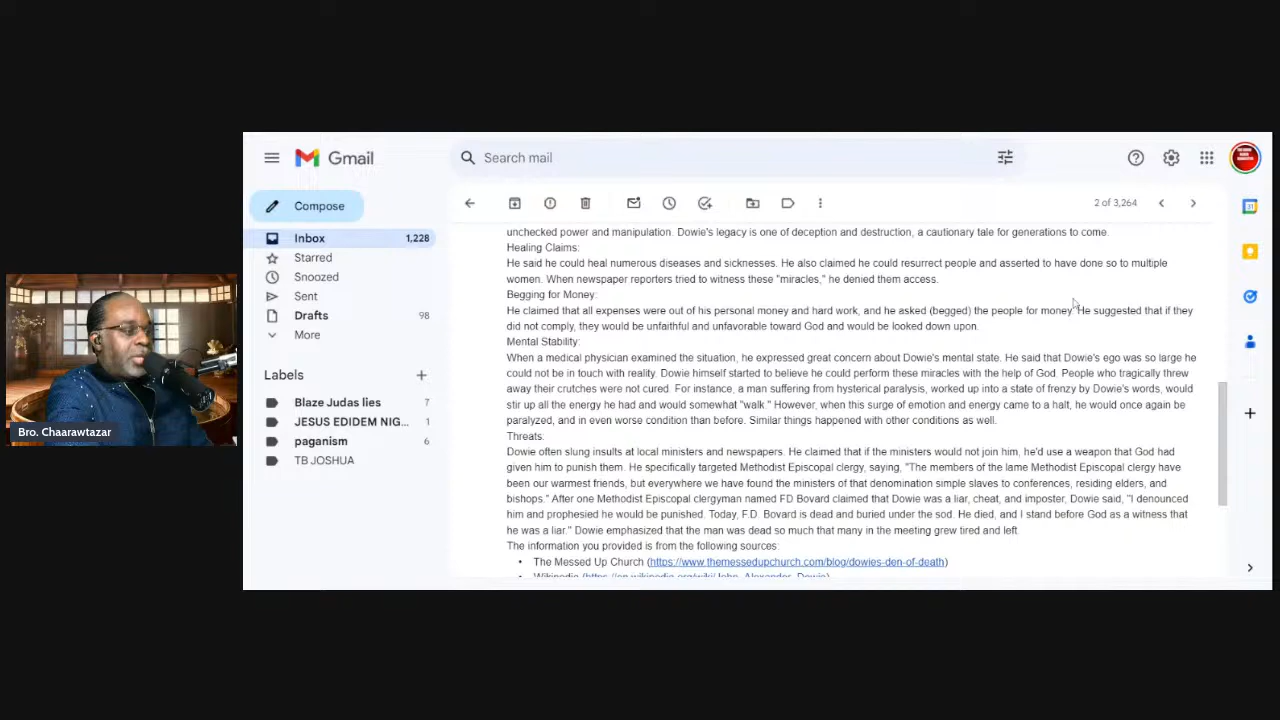 Gmail
Search mail
Compose
2 of 3,264
Inbox 1,228
Starred
Snoozed
Sent
Drafts 98
More
Labels
Blaze Judas lies 7
JESUS EDIDEM NIG... 1
paganism 6
TB JOSHUA
unchecked power and manipulation. Dowie's legacy is one of deception and destruction, a cautionary tale for generations to come.
Healing Claims:
He said he could heal numerous diseases and sicknesses. He also claimed he could resurrect people and asserted to have done so to multiple
women. When newspaper reporters tried to witness these "miracles," he denied them access.
Begging for Money:
He claimed that all expenses were out of his personal money and hard work, and he asked (begged) the people for money. He suggested that if they
did not comply, they would be unfaithful and unfavorable toward God and would be looked down upon.
Mental Stability:
When a medical physician examined the situation, he expressed great concern about Dowie's mental state. He said that Dowie's ego was so large he
could not be in touch with reality. Dowie himself started to believe he could perform these miracles with the help of God. People who tragically threw
away their crutches were not cured. For instance, a man suffering from hysterical paralysis, worked up into a state of frenzy by Dowie's words, would
stir up all the energy he had and would somewhat "walk." However, when this surge of emotion and energy came to a halt, he would once again be
paralyzed, and in even worse condition than before. Similar things happened with other conditions as well.
Threats:
Dowie often slung insults at local ministers and newspapers. He claimed that if the ministers would not join him, he'd use a weapon that God had
given him to punish them. He specifically targeted Methodist Episcopal clergy, saying, "The members of the lame Methodist Episcopal clergy have
been our warmest friends, but everywhere we have found the ministers of that denomination simple slaves to conferences, residing elders, and
bishops." After one Methodist Episcopal clergyman named FD Bovard claimed that Dowie was a liar, cheat, and imposter, Dowie said, "I denounced
him and prophesied he would be punished. Today, F.D. Bovard is dead and buried under the sod. He died, and I stand before God as a witness that
he was a liar." Dowie emphasized that the man was dead so much that many in the meeting grew tired and left
The information you provided is from the following sources:
• The Messed Up Church (https://www.themessedupchurch.com/blog/dowies-den-of-death)
• Wikipedia (https://en.wikipedia.org/wiki/John_Alexander_Dowie)
Bro. Chaarawtazar